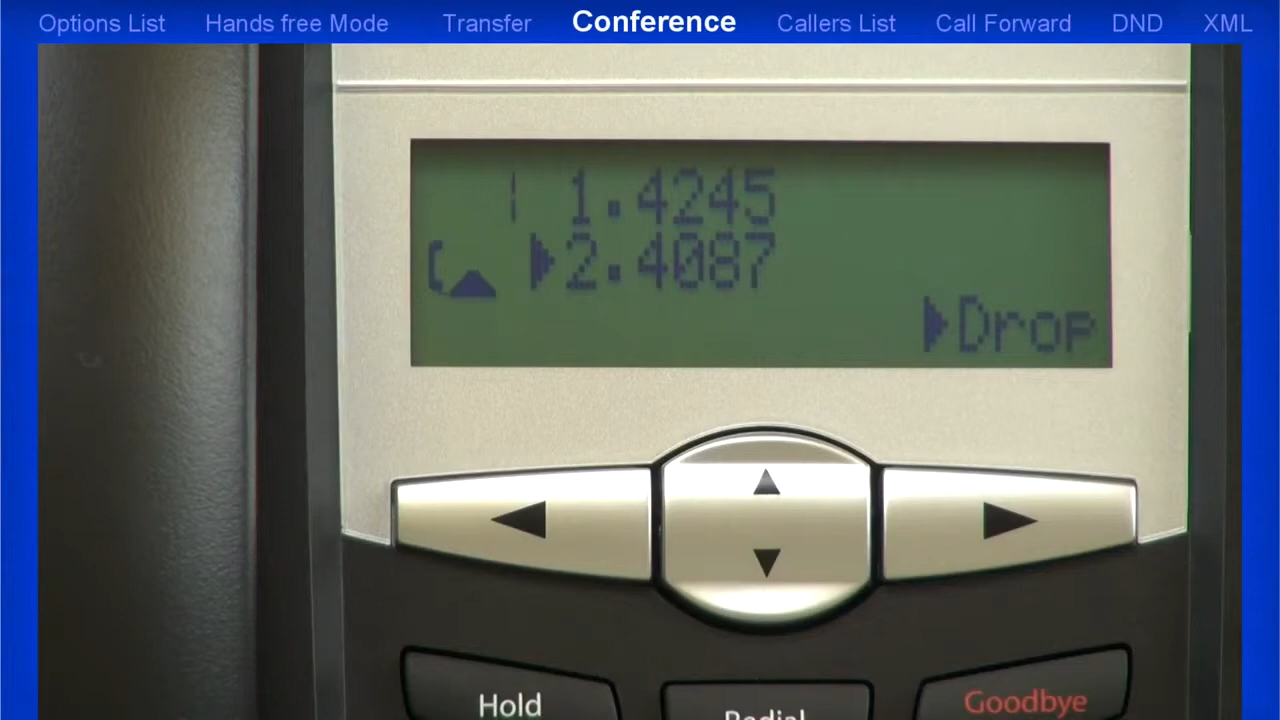 Options List Hands free Mode Transfer Conference Callers List Call Forward DND XML
1 1.4245
2.4087
Drop
Hold Redial Goodbye